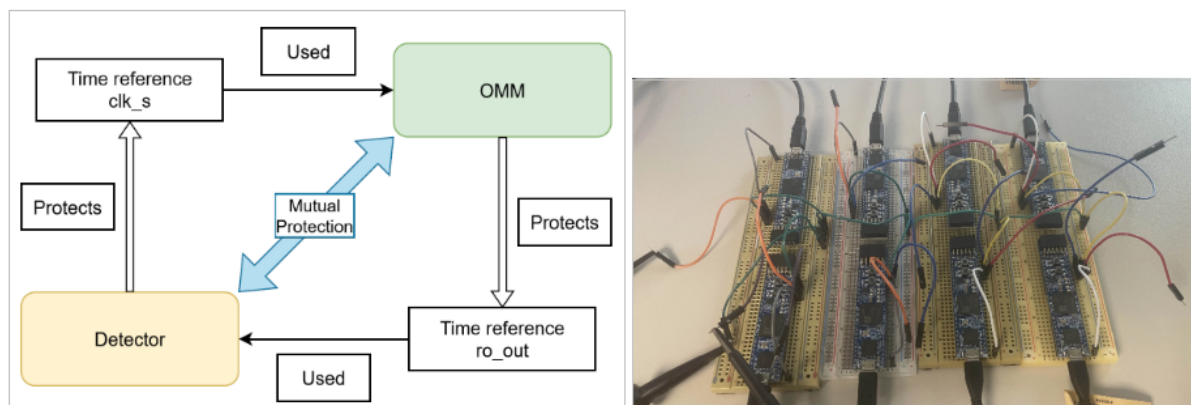 Used
Time reference
clk_s
OMM
Protects
Mutual
Protection
Protects
Detector
Time reference
ro_out
Used